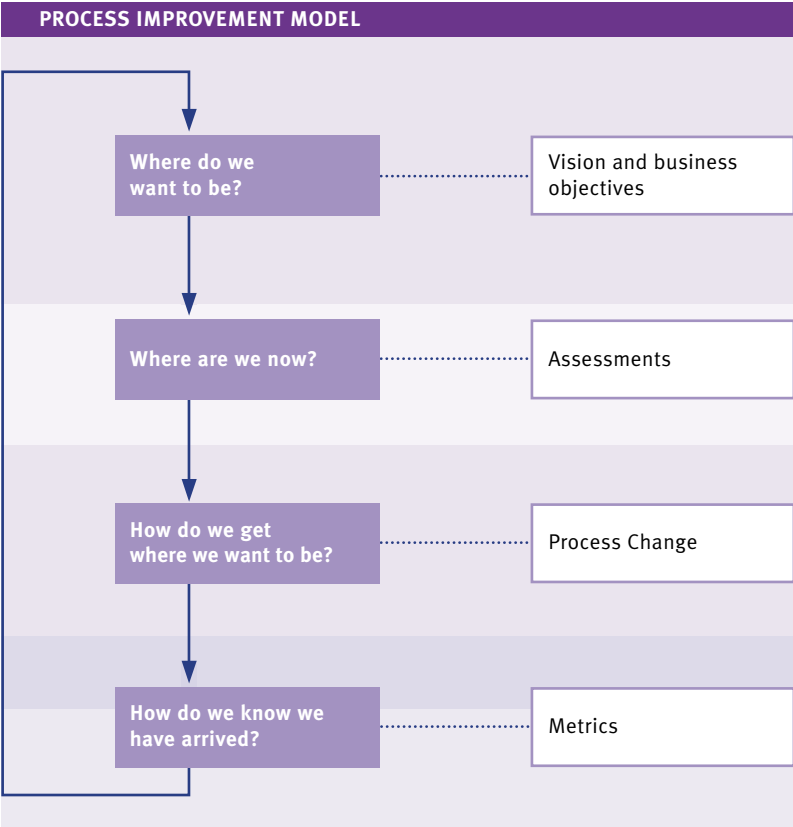 PROCESS IMPROVEMENT MODEL
Where do we
want to be?
Vision and business
objectives
Where are we now?
Assessments
How do we get
where we want to be?
Process Change
How do we know we
have arrived?
Metrics